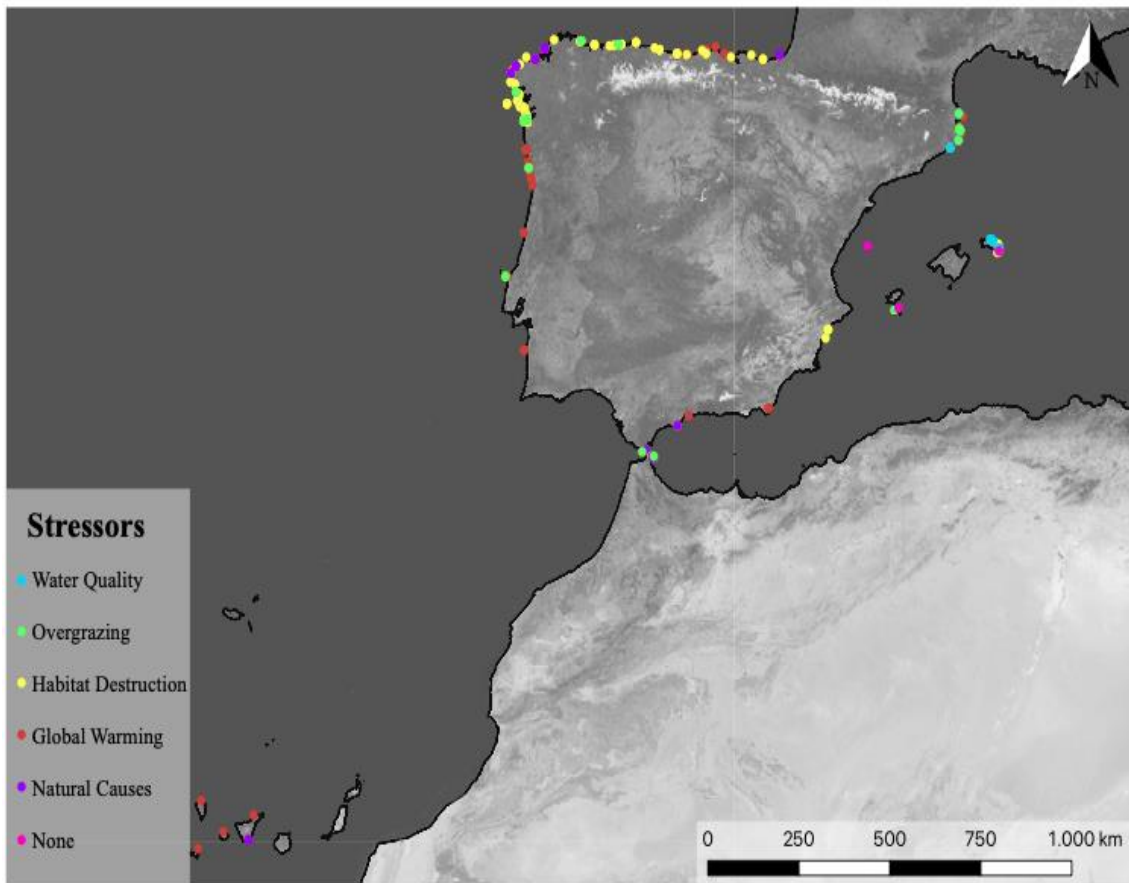 N
Stressors
Water Quality
Overgrazing
Habitat Destruction
Global Warming
Natural Causes
None
0 250 500 750 1.000 km